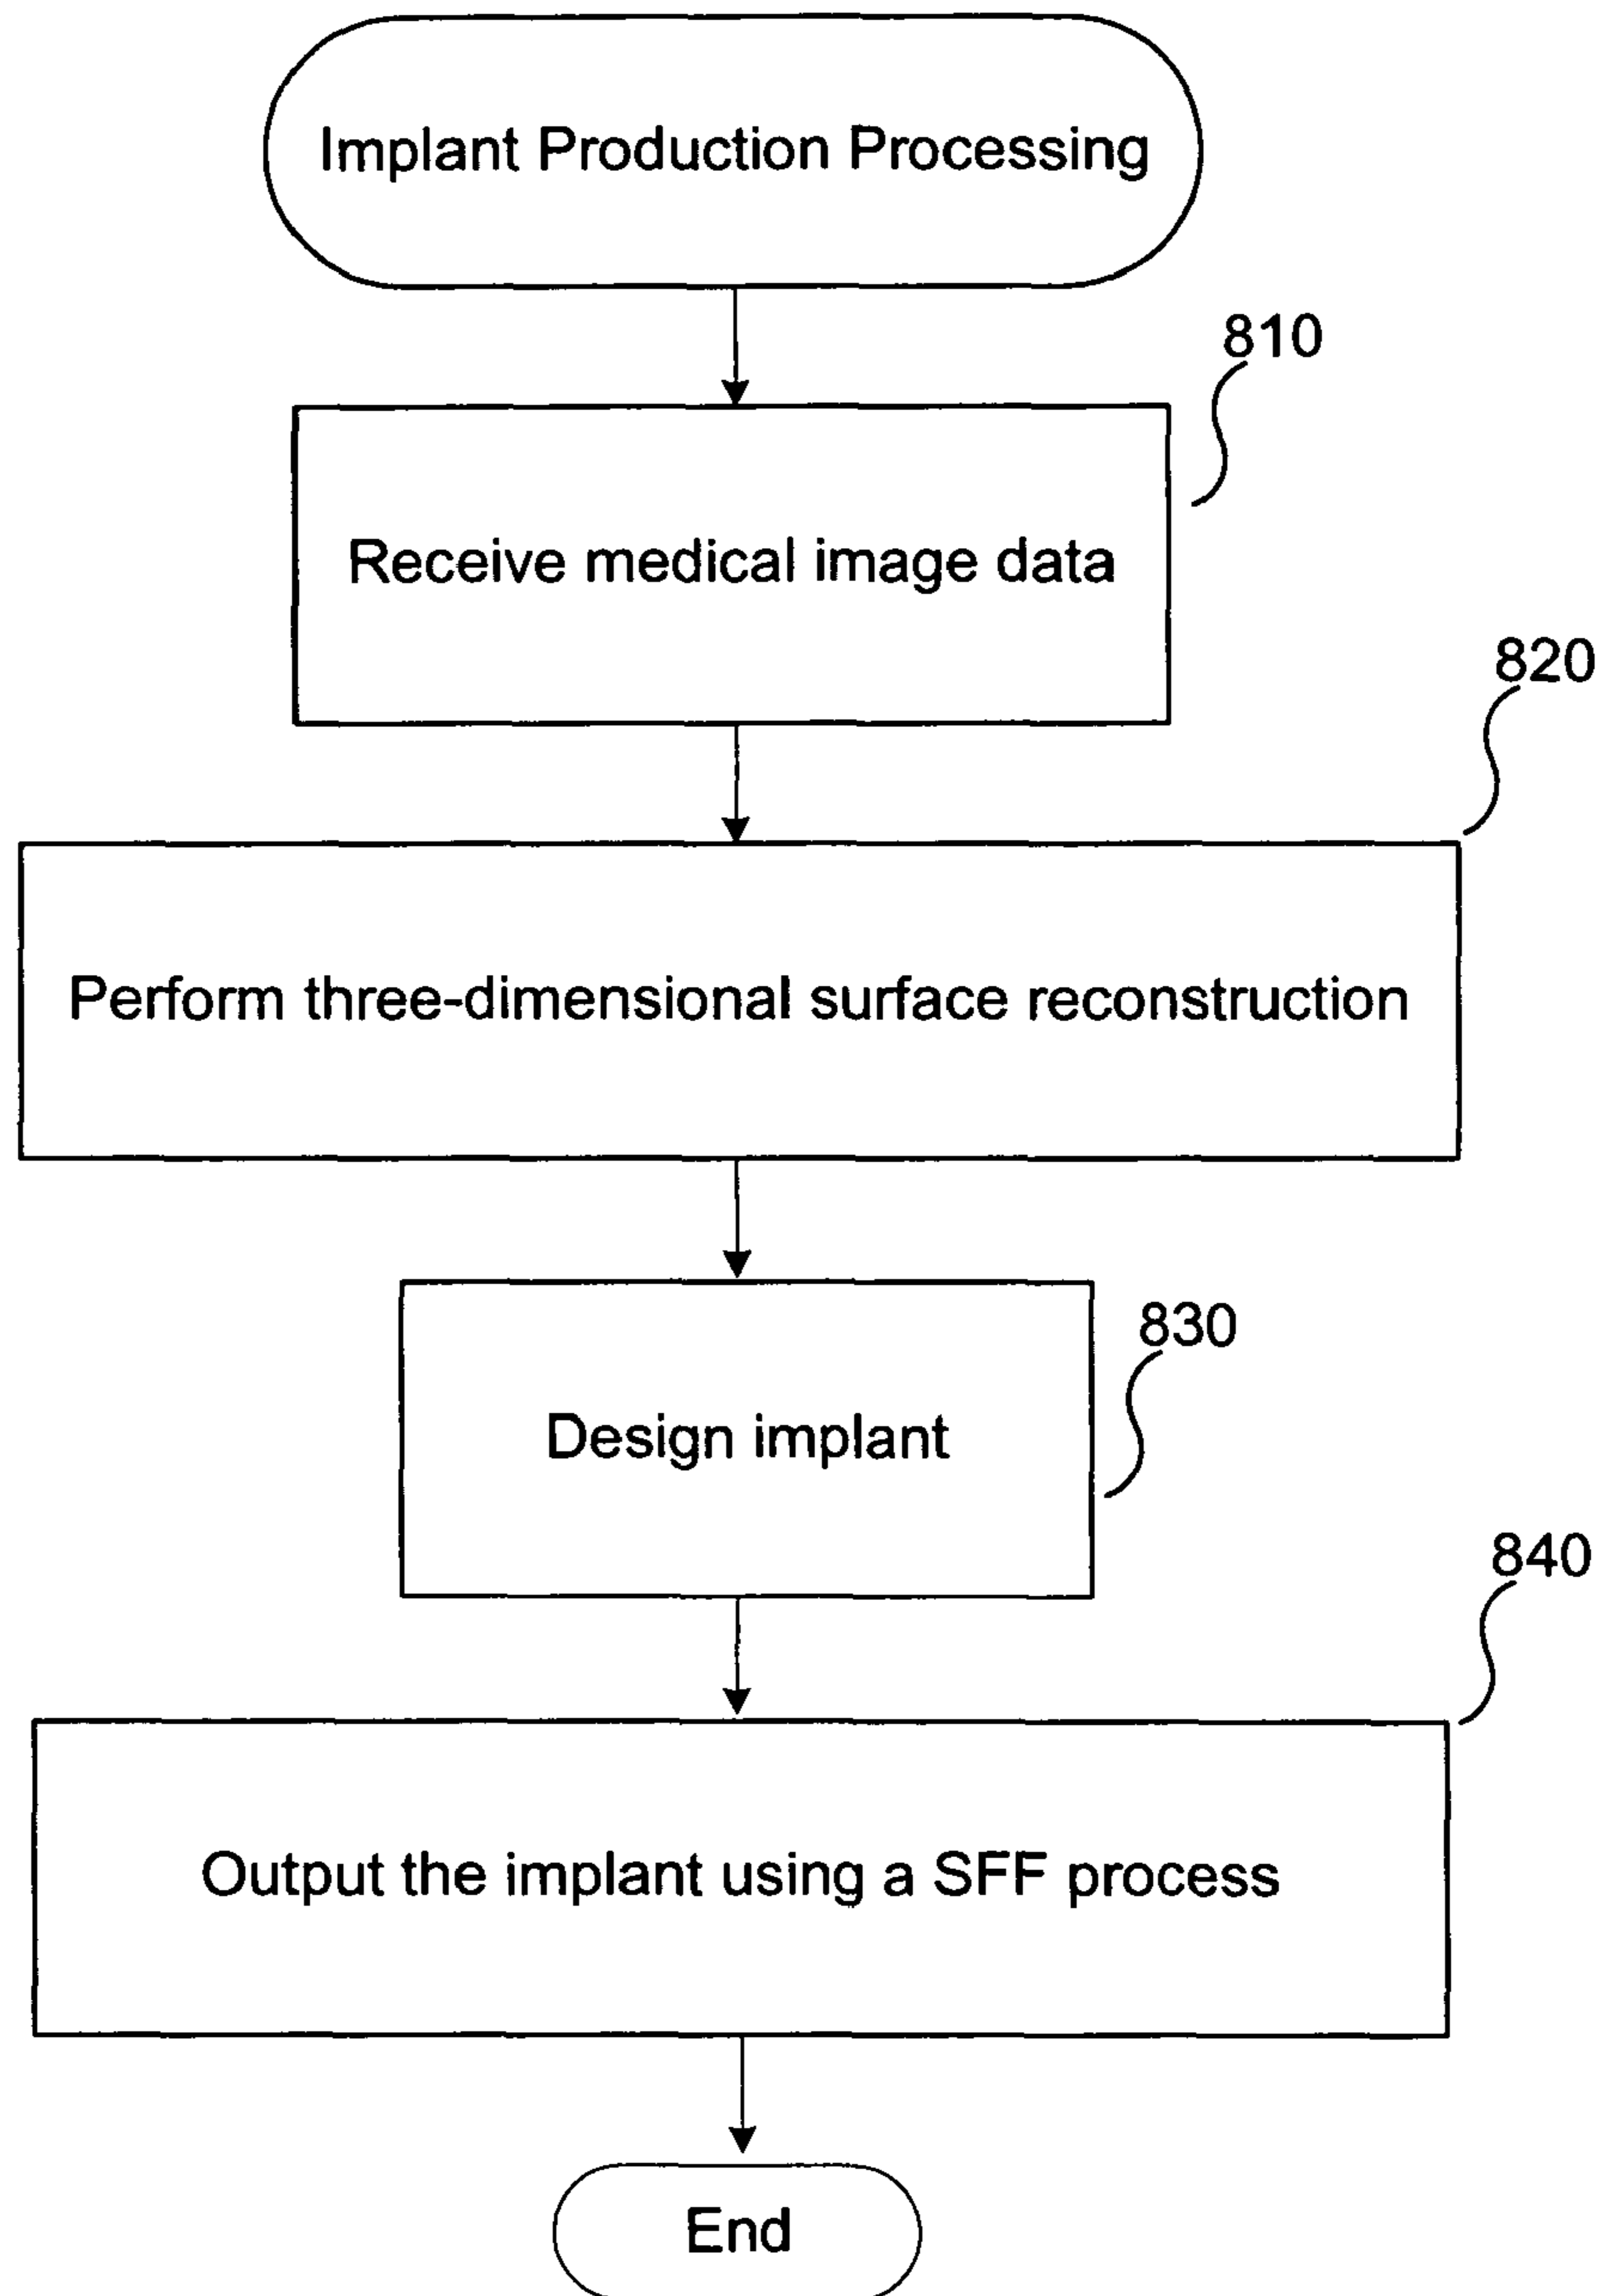 Implant Production Processing
810
Receive medical image data
820
Perform three-dimensional surface reconstruction
830
Design implant
840
Output the implant using a SFF process
End